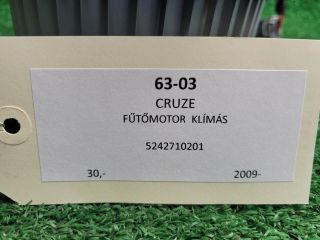 63-03
CRUZE
FŰTŐMOTOR KLÍMÁS
5242710201
30,- 2009-